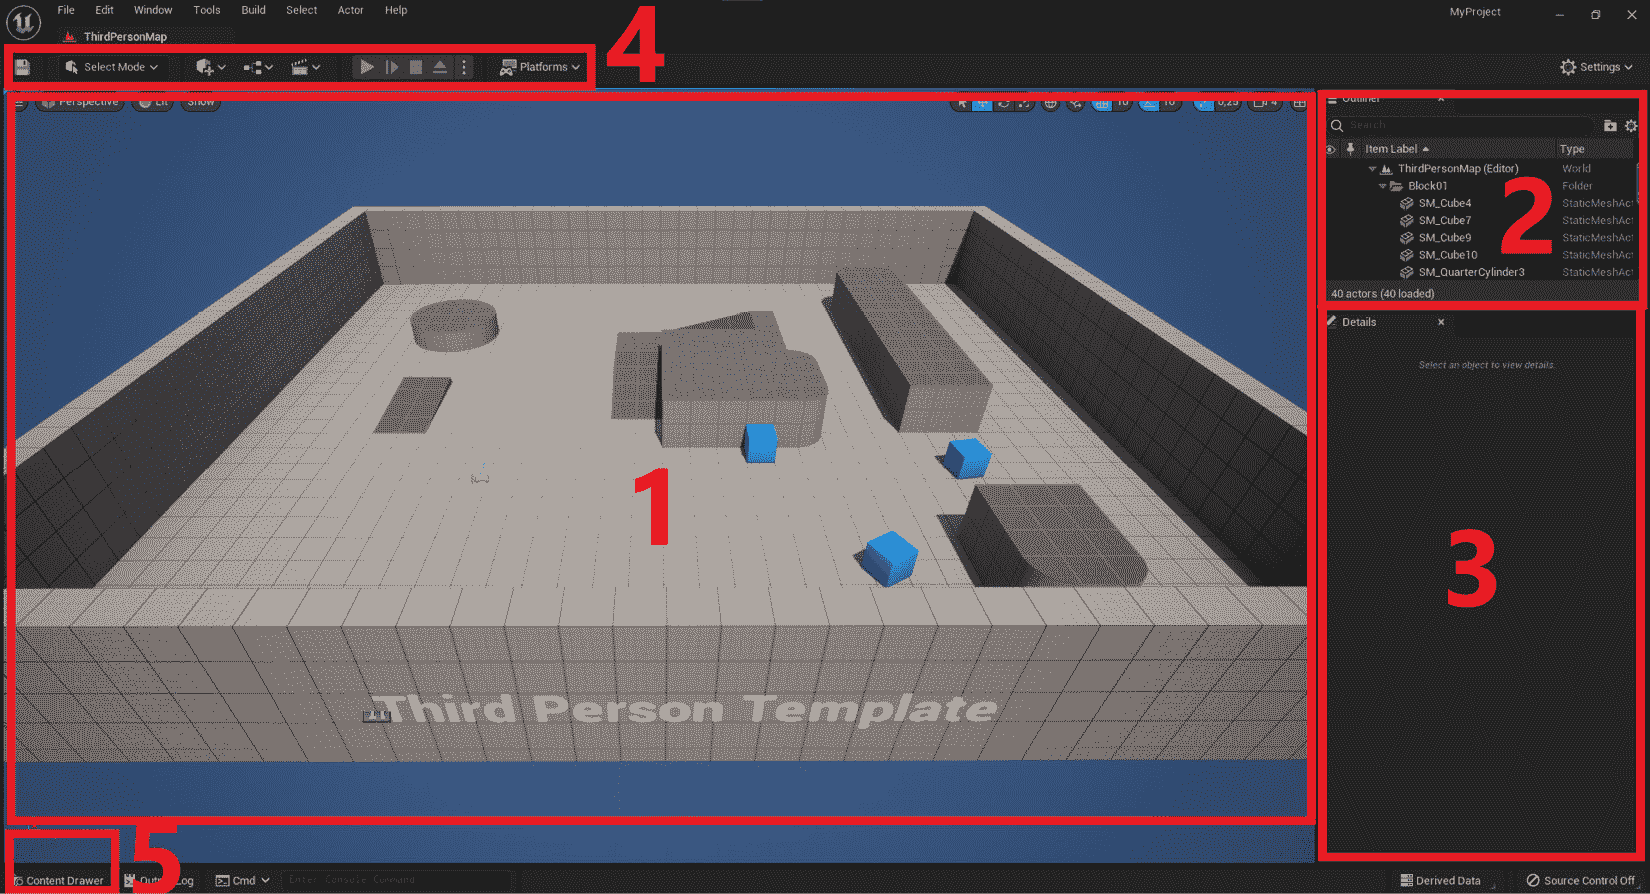 File Edit Window Tools Build Select Actor Help
MyProject
ThirdPersonMap
4
Select Mode
Platforms
Settings
Perspective Lit Show
10 10 0,25 4
Outliner
Search
Item Label Type
ThirdPersonMap (Editor) World
Block01 Folder
SM_Cube4 StaticMeshAct
SM_Cube7 StaticMeshAct
SM_Cube9 StaticMeshAct
SM_Cube10 StaticMeshAct
SM_QuarterCylinder3 StaticMeshAct
2
40 actors (40 loaded)
Details
Select an object to view details.
1
3
Third Person Template
5
Content Drawer
Cmd
Enter Console Command
Derived Data
Source Control Off